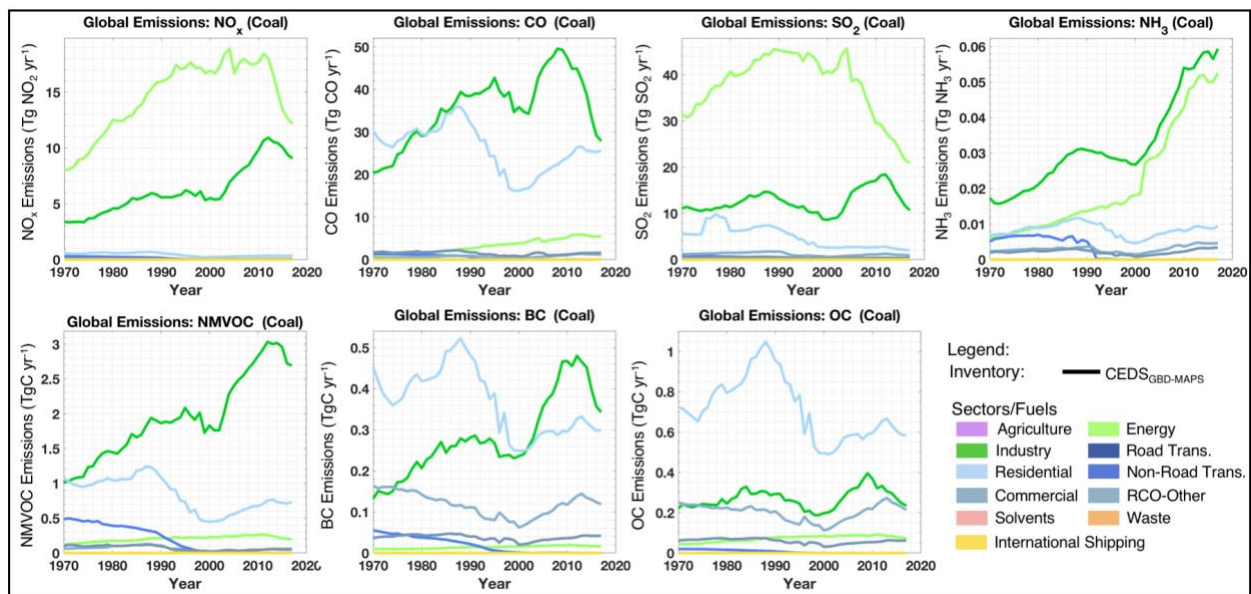 Global Emissions: NOx (Coal)
NOx Emissions (Tg NO2 yr-1)
15
10
5
0
1970 1980 1990 2000 2010 2020
Year
Global Emissions: CO (Coal)
CO Emissions (Tg CO yr-1)
50
40
30
20
10
0
1970 1980 1990 2000 2010 2020
Year
Global Emissions: SO2 (Coal)
SO2 Emissions (Tg SO2 yr-1)
40
30
20
10
0
1970 1980 1990 2000 2010 2020
Year
Global Emissions: NH3 (Coal)
NH3 Emissions (Tg NH3 yr-1)
0.06
0.05
0.04
0.03
0.02
0.01
0
1970 1980 1990 2000 2010 2020
Year
Global Emissions: NMVOC (Coal)
NMVOC Emissions (TgC yr-1)
3
2.5
2
1.5
1
0.5
0
1970 1980 1990 2000 2010
Year
Global Emissions: BC (Coal)
BC Emissions (TgC yr-1)
0.5
0.4
0.3
0.2
0.1
0
1970 1980 1990 2000 2010 2020
Year
Global Emissions: OC (Coal)
OC Emissions (TgC yr-1)
1
0.8
0.6
0.4
0.2
0
1970 1980 1990 2000 2010 2020
Year
Legend:
Inventory: CEDSGBD-MAPS
Sectors/Fuels
Agriculture Energy
Industry Road Trans.
Residential Non-Road Trans.
Commercial RCO-Other
Solvents Waste
International Shipping